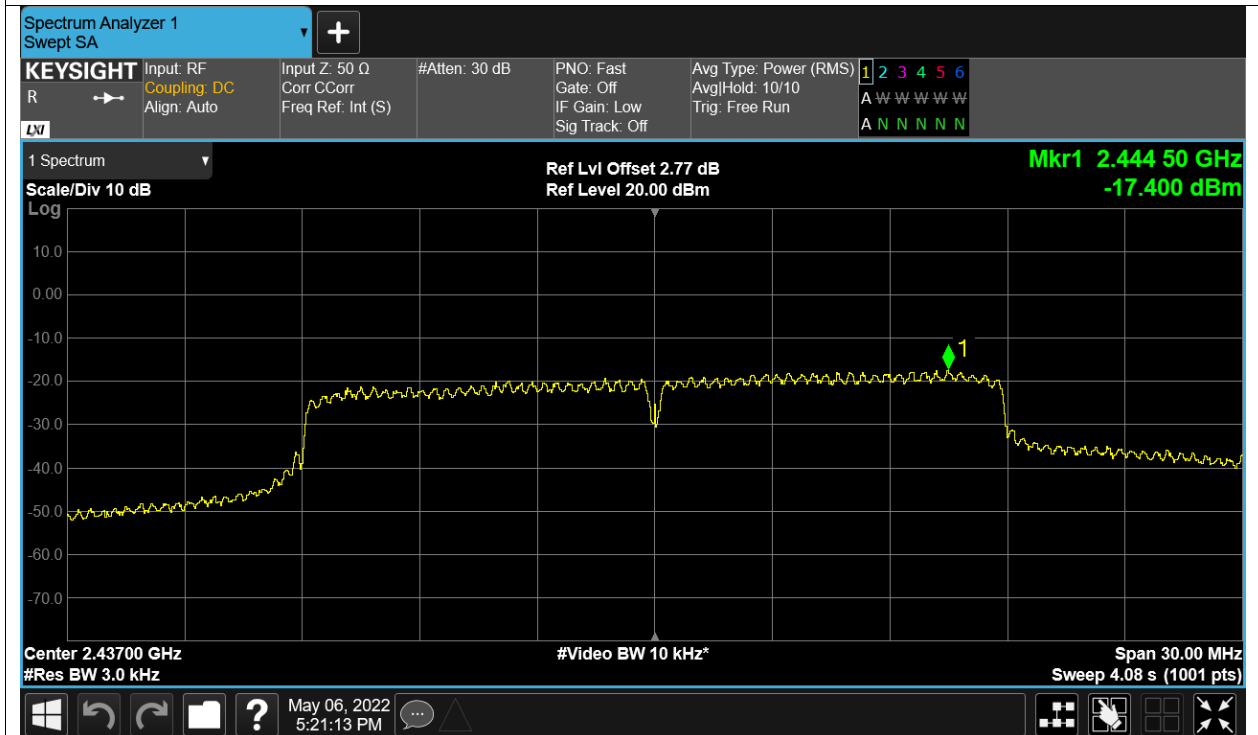 Spectrum Analyzer 1
Swept SA
KEYSIGHT
R
LXI
Input: RF
Coupling: DC
Align: Auto
Input Z: 50 Ω
Corr CCorr
Freq Ref: Int (S)
#Atten: 30 dB
PNO: Fast
Gate: Off
IF Gain: Low
Sig Track: Off
Avg Type: Power (RMS)
Avg|Hold: 10/10
Trig: Free Run
1 2 3 4 5 6
A W W W W W
A N N N N N
1 Spectrum
Scale/Div 10 dB
Log
Ref Lvl Offset 2.77 dB
Ref Level 20.00 dBm
Mkr1 2.444 50 GHz
-17.400 dBm
10.0
0.00
-10.0
1
-20.0
-30.0
-40.0
-50.0
-60.0
-70.0
Center 2.43700 GHz
#Res BW 3.0 kHz
#Video BW 10 kHz*
Span 30.00 MHz
Sweep 4.08 s (1001 pts)
?
May 06, 2022
5:21:13 PM